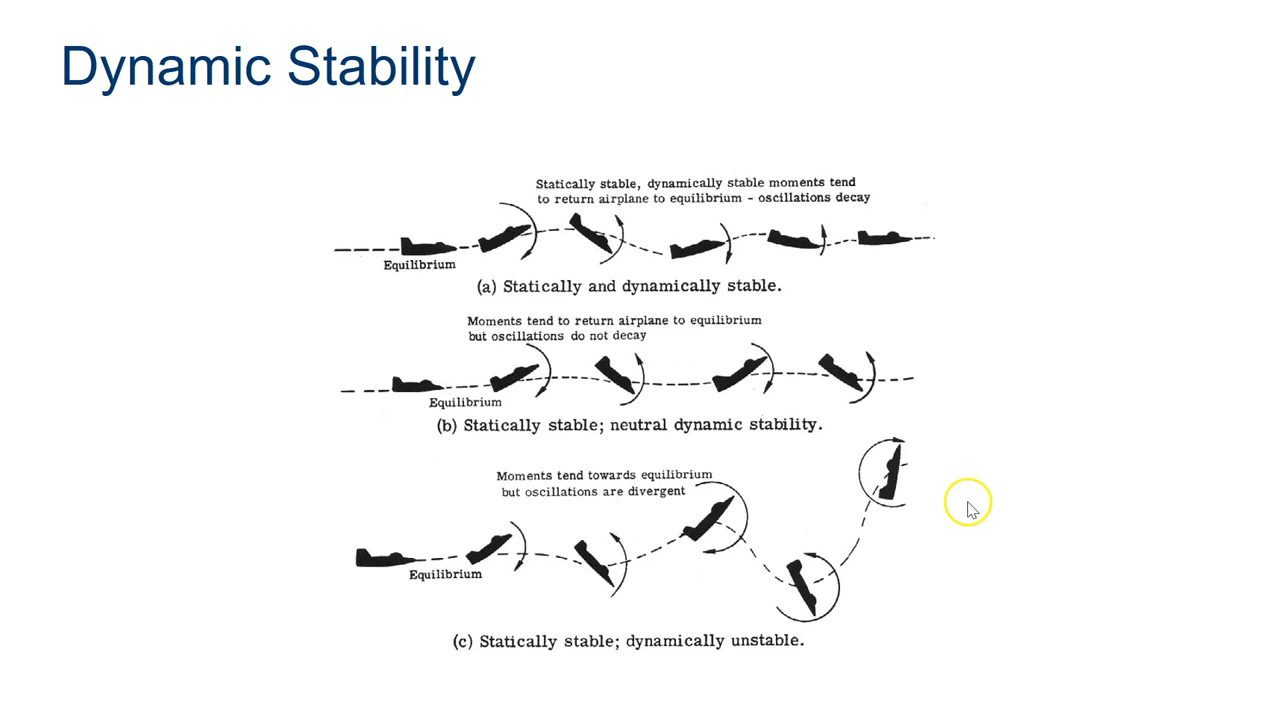 Dynamic Stability
Statically stable, dynamically stable moments tend
to return airplane to equilibrium - oscillations decay
Equilibrium
(a) Statically and dynamically stable.
Moments tend to return airplane to equilibrium
but oscillations do not decay
Equilibrium
(b) Statically stable; neutral dynamic stability.
Moments tend towards equilibrium
but oscillations are divergent
Equilibrium
(c) Statically stable; dynamically unstable.